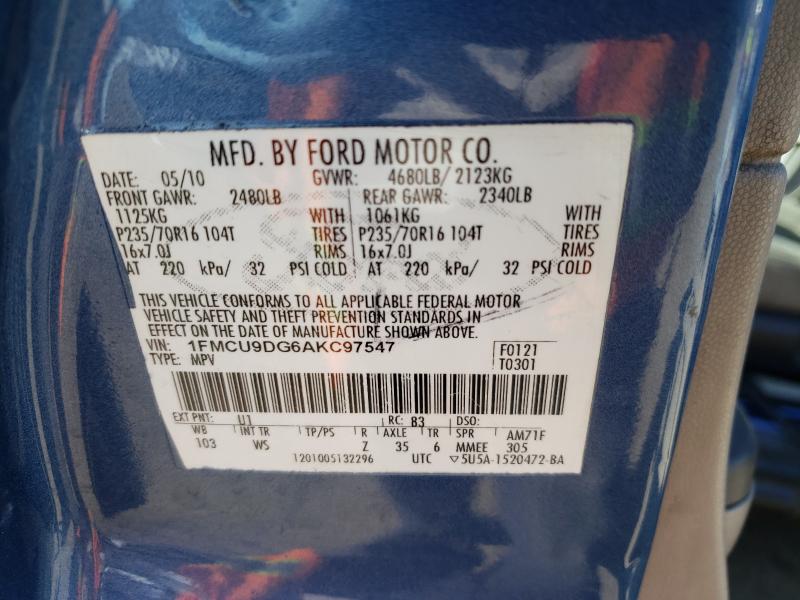 MFD. BY FORD MOTOR CO.
DATE: 05/10 GVWR: 4680LB/ 2123KG
FRONT GAWR: 2480LB REAR GAWR: 2340LB
1125KG WITH 1061KG WITH
P235/70R16 104T TIRES P235/70R16 104T TIRES
16x7.0J RIMS 16x7.0J RIMS
AT 220 kPa/ 32 PSI COLD AT 220 kPa/ 32 PSI COLD
THIS VEHICLE CONFORMS TO ALL APPLICABLE FEDERAL MOTOR
VEHICLE SAFETY AND THEFT PREVENTION STANDARDS IN
EFFECT ON THE DATE OF MANUFACTURE SHOWN ABOVE.
VIN: 1FMCU9DG6AKC97547 F0121
TYPE: MPV T0301
EXT PNT: U1 RC: B3 DSO:
WB INT TR TP/PS R AXLE TR SPR AM71F
103 WS Z 35 6 MMEE 305
1201005132296 UTC ▽5U5A-1520472-BA